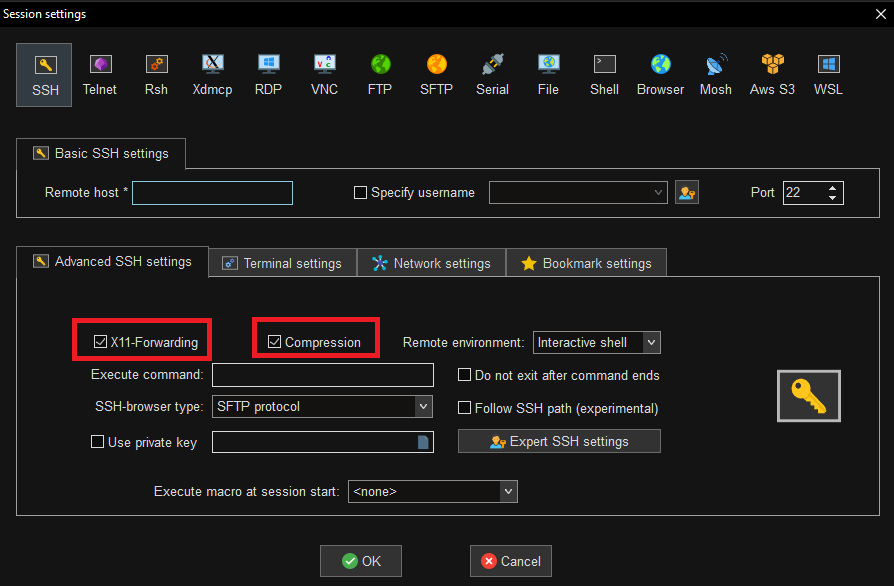 Session settings
SSH Telnet Rsh Xdmcp RDP VNC FTP SFTP Serial File Shell Browser Mosh Aws S3 WSL
Basic SSH settings
Remote host * Specify username Port 22
Advanced SSH settings Terminal settings Network settings Bookmark settings
X11-Forwarding Compression Remote environment: Interactive shell
Execute command: Do not exit after command ends
SSH-browser type: SFTP protocol Follow SSH path (experimental)
Use private key Expert SSH settings
Execute macro at session start: <none>
OK Cancel